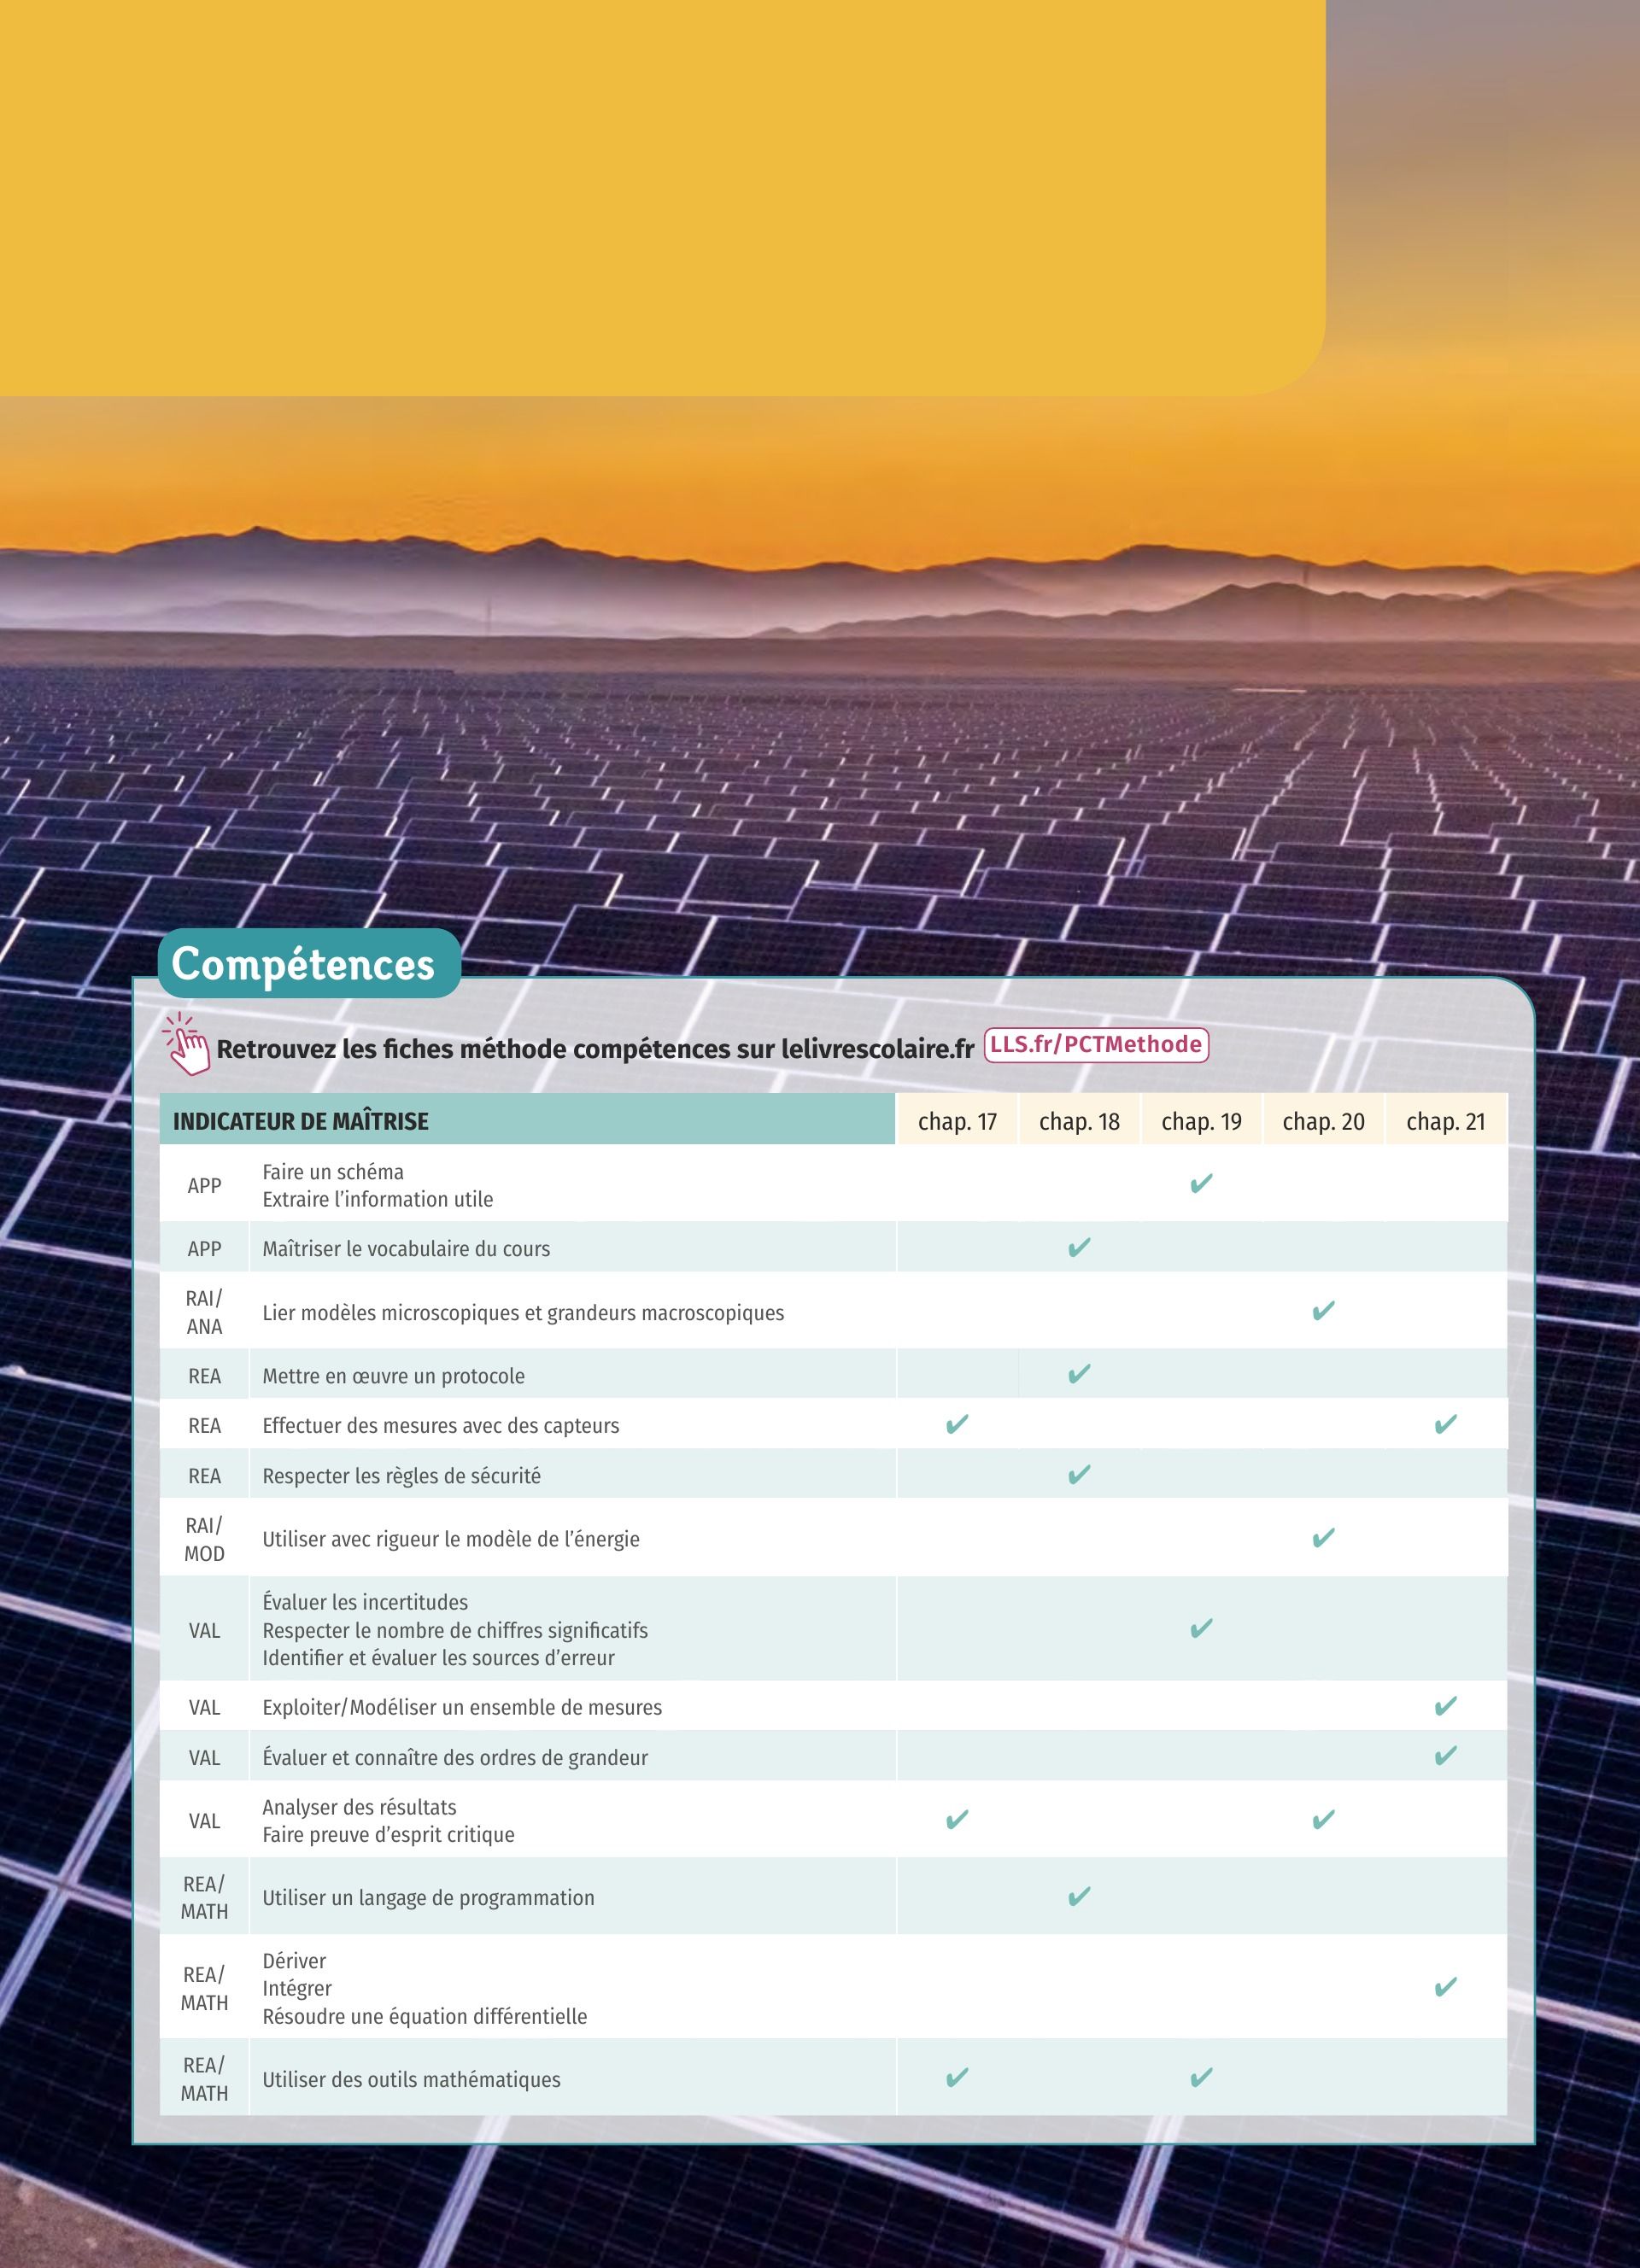 Compétences
Retrouvez les fiches méthode compétences sur lelivrescolaire.fr LLS.fr/PCTMethode
INDICATEUR DE MAÎTRISE chap. 17 chap. 18 chap. 19 chap. 20 chap. 21
APP
Faire un schéma
Extraire l’information utile
✔
APP Maîtriser le vocabulaire du cours ✔
RAI/
ANA
Lier modèles microscopiques et grandeurs macroscopiques ✔
REA Mettre en œuvre un protocole ✔
REA Effectuer des mesures avec des capteurs ✔ ✔
REA Respecter les règles de sécurité ✔
RAI/
MOD
Utiliser avec rigueur le modèle de l’énergie ✔
VAL
Évaluer les incertitudes
Respecter le nombre de chiffres significatifs
Identifier et évaluer les sources d’erreur
✔
VAL Exploiter/Modéliser un ensemble de mesures ✔
VAL Évaluer et connaître des ordres de grandeur ✔
VAL
Analyser des résultats
Faire preuve d’esprit critique
✔ ✔
REA/
MATH
Utiliser un langage de programmation ✔
REA/
MATH
Dériver
Intégrer
Résoudre une équation différentielle
✔
REA/
MATH
Utiliser des outils mathématiques ✔ ✔